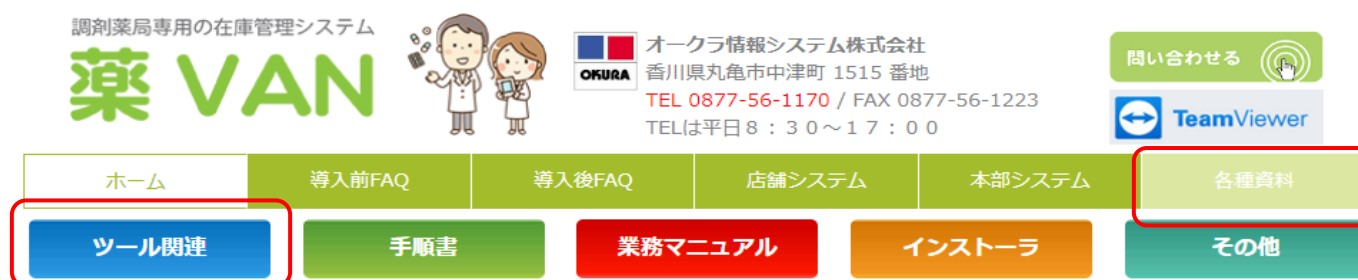 調剤薬局専用の在庫管理システム
薬 VAN
OKURA
オークラ情報システム株式会社
香川県丸亀市中津町 1515 番地
TEL 0877-56-1170 / FAX 0877-56-1223
TELは平日８：３０～１７：００
問い合わせる
TeamViewer
ホーム
導入前FAQ
導入後FAQ
店舗システム
本部システム
各種資料
ツール関連
手順書
業務マニュアル
インストーラ
その他